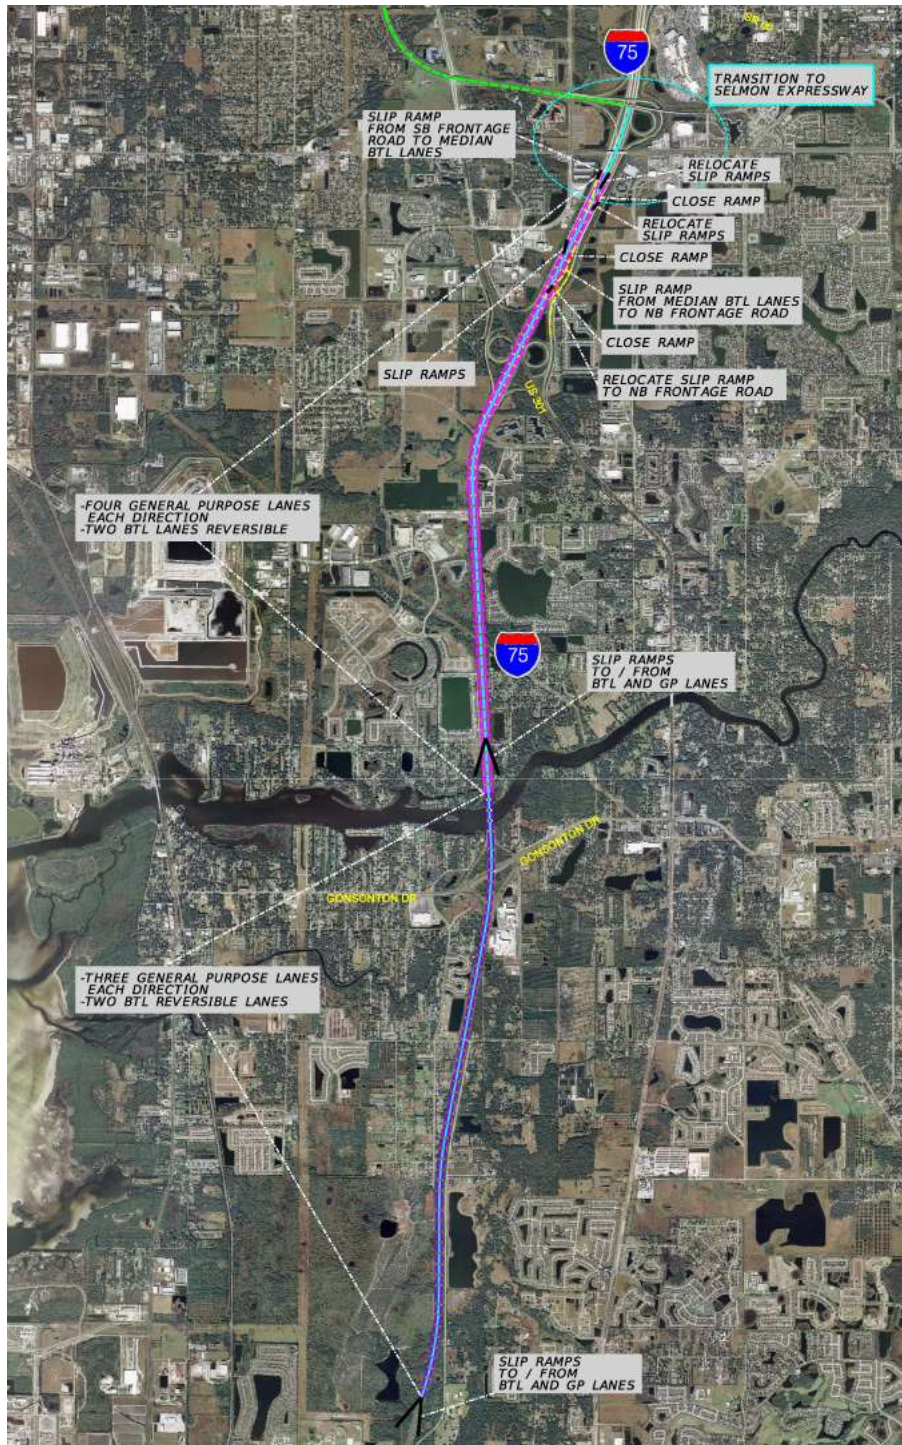 SR 60
75
TRANSITION TO
SELMON EXPRESSWAY
SLIP RAMP
FROM SB FRONTAGE
ROAD TO MEDIAN
BTL LANES
RELOCATE
SLIP RAMPS
CLOSE RAMP
RELOCATE
SLIP RAMPS
CLOSE RAMP
SLIP RAMP
FROM MEDIAN BTL LANES
TO NB FRONTAGE ROAD
CLOSE RAMP
SLIP RAMPS
RELOCATE SLIP RAMP
TO NB FRONTAGE ROAD
US 301
-FOUR GENERAL PURPOSE LANES
EACH DIRECTION
-TWO BTL LANES REVERSIBLE
75
SLIP RAMPS
TO / FROM
BTL AND GP LANES
GONSONTON DR
GONSONTON DR
-THREE GENERAL PURPOSE LANES
EACH DIRECTION
-TWO BTL REVERSIBLE LANES
SLIP RAMPS
TO / FROM
BTL AND GP LANES